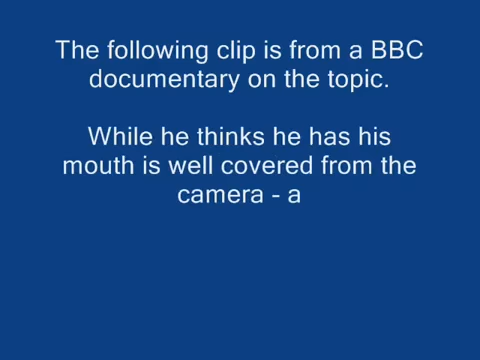 The following clip is from a BBC
documentary on the topic.
While he thinks he has his
mouth is well covered from the
camera - a